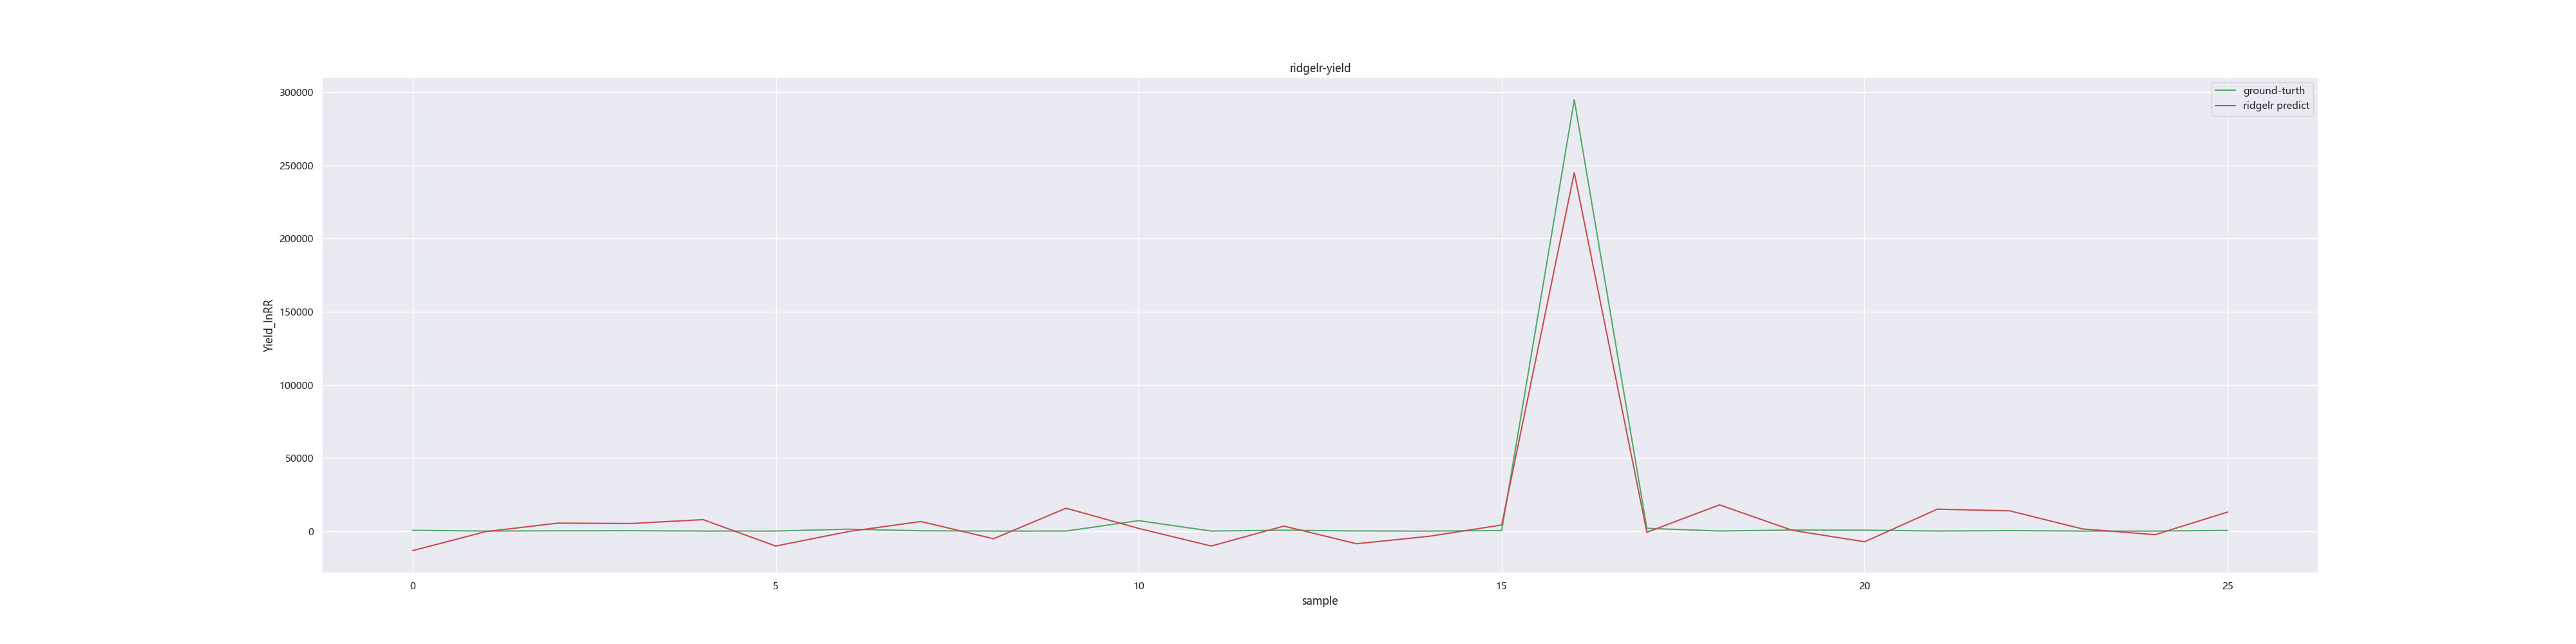 ridgelr-yield
ground-turth
ridgelr predict
300000
250000
200000
150000
100000
50000
0
Yield_lnRR
0 5 10 15 20 25
sample